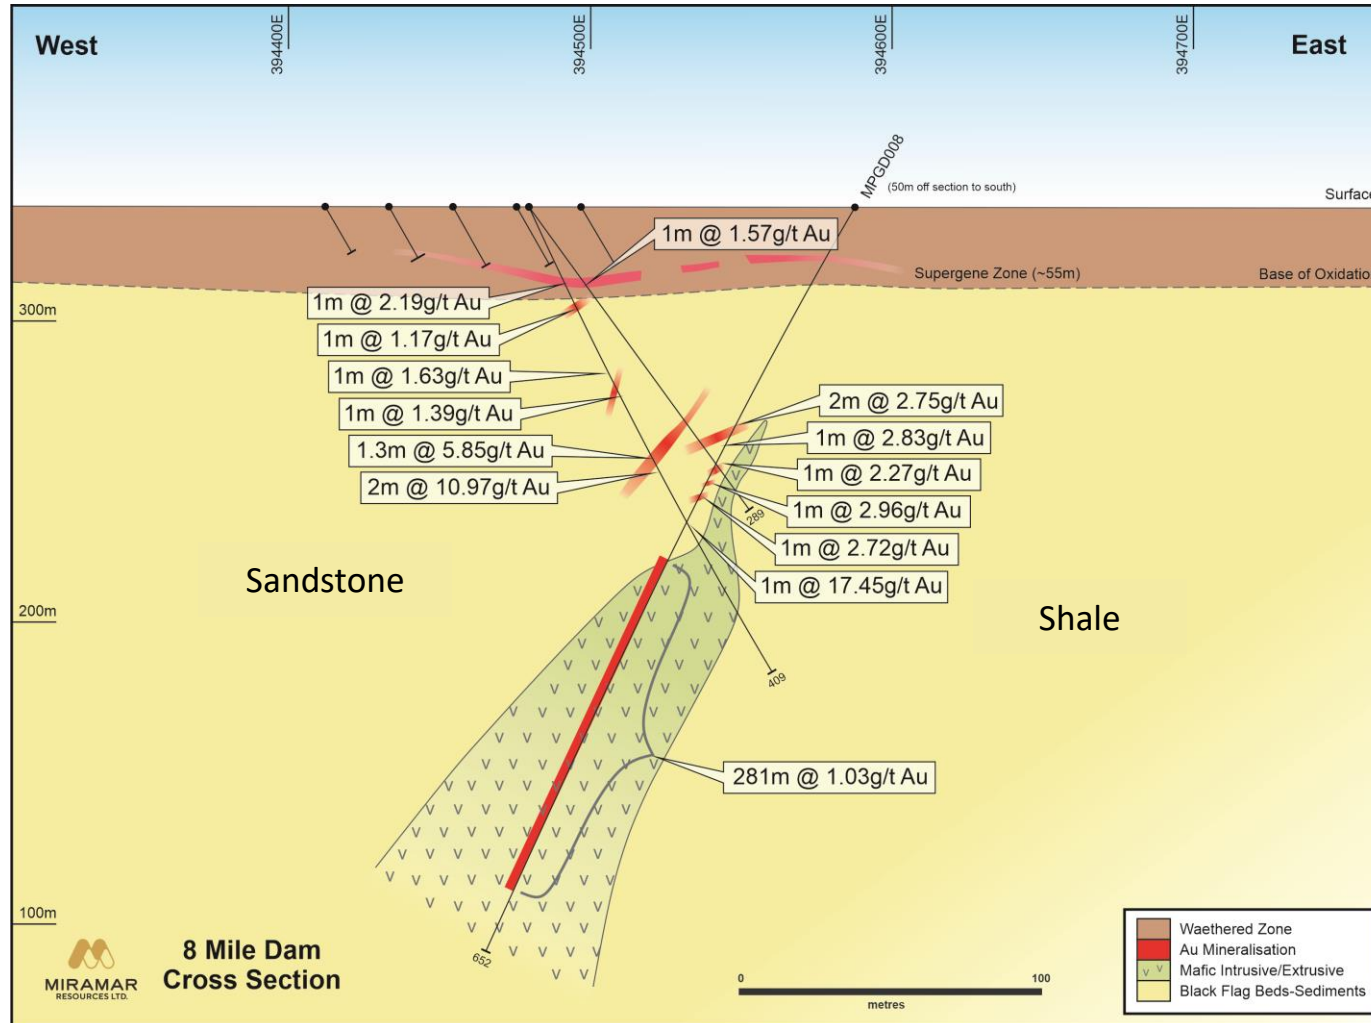 West
394400E
394500E
394600E
394700E
East
MPGD008
(50m off section to south)
Surface
1m @ 1.57g/t Au
Supergene Zone (~55m)
Base of Oxidatio
1m @ 2.19g/t Au
300m
1m @ 1.17g/t Au
1m @ 1.63g/t Au
1m @ 1.39g/t Au
1.3m @ 5.85g/t Au
2m @ 10.97g/t Au
2m @ 2.75g/t Au
1m @ 2.83g/t Au
1m @ 2.27g/t Au
1m @ 2.96g/t Au
1m @ 2.72g/t Au
1m @ 17.45g/t Au
289
Sandstone
Shale
200m
409
281m @ 1.03g/t Au
100m
652
MIRAMAR
RESOURCES LTD.
8 Mile Dam
Cross Section
0
100
metres
Waethered Zone
Au Mineralisation
Mafic Intrusive/Extrusive
Black Flag Beds-Sediments